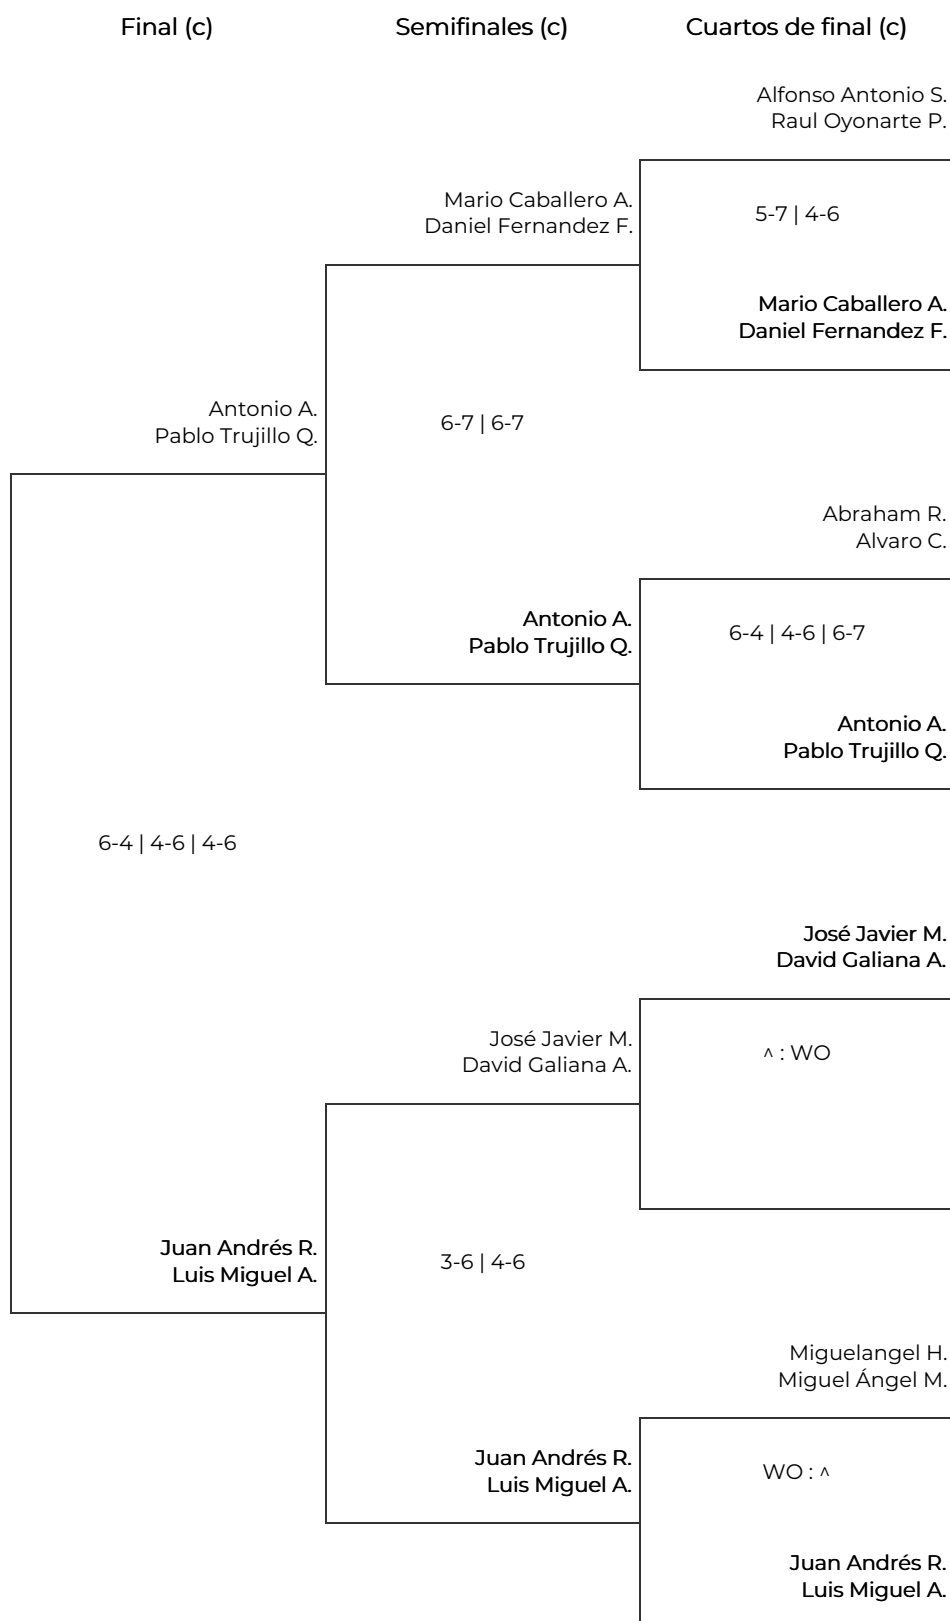 Final (c)
Semifinales (c)
Cuartos de final (c)
Alfonso Antonio S.
Raul Oyonarte P.
Mario Caballero A.
Daniel Fernandez F.
5-7 | 4-6
Mario Caballero A.
Daniel Fernandez F.
Antonio A.
Pablo Trujillo Q.
6-7 | 6-7
Abraham R.
Alvaro C.
Antonio A.
Pablo Trujillo Q.
6-4 | 4-6 | 6-7
Antonio A.
Pablo Trujillo Q.
6-4 | 4-6 | 4-6
José Javier M.
David Galiana A.
José Javier M.
David Galiana A.
^ : WO
Juan Andrés R.
Luis Miguel A.
3-6 | 4-6
Miguelangel H.
Miguel Ángel M.
Juan Andrés R.
Luis Miguel A.
WO : ^
Juan Andrés R.
Luis Miguel A.